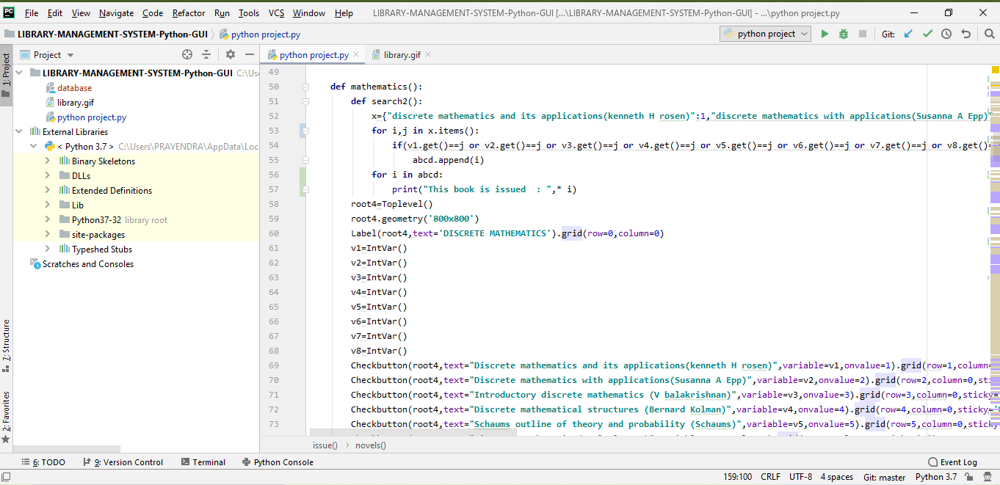 PC File Edit View Navigate Code Refactor Run Tools VCS Window Help LIBRARY-MANAGEMENT-SYSTEM-Python-GUI [...\LIBRARY-MANAGEMENT-SYSTEM-Python-GUI] - ...\python project.py
LIBRARY-MANAGEMENT-SYSTEM-Python-GUI python project.py python project Git:
Project python project.py library.gif
1: Project
LIBRARY-MANAGEMENT-SYSTEM-Python-GUI C:\Use
database
library.gif
python project.py
External Libraries
< Python 3.7 > C:\Users\PRAVENDRA\AppData\Loc
Binary Skeletons
DLLs
Extended Definitions
Lib
Python37-32 library root
site-packages
Typeshed Stubs
Scratches and Consoles
7: Structure
2: Favorites
49
50 def mathematics():
51 def search2():
52 x={"discrete mathematics and its applications(kenneth H rosen)":1,"discrete mathematics with applications(Susanna A Epp)"
53 for i,j in x.items():
54 if(v1.get()==j or v2.get()==j or v3.get()==j or v4.get()==j or v5.get()==j or v6.get()==j or v7.get()==j or v8.get()=
55 abcd.append(i)
56 for i in abcd:
57 print("This book is issued  : ",* i)
58 root4=Toplevel()
59 root4.geometry('800x800')
60 Label(root4,text='DISCRETE MATHEMATICS').grid(row=0,column=0)
61 v1=IntVar()
62 v2=IntVar()
63 v3=IntVar()
64 v4=IntVar()
65 v5=IntVar()
66 v6=IntVar()
67 v7=IntVar()
68 v8=IntVar()
69 Checkbutton(root4,text="Discrete mathematics and its applications(kenneth H rosen)",variable=v1,onvalue=1).grid(row=1,column=
70 Checkbutton(root4,text="Discrete mathematics with applications(Susanna A Epp)",variable=v2,onvalue=2).grid(row=2,column=0,sti
71 Checkbutton(root4,text="Introductory discrete mathematics (V balakrishnan)",variable=v3,onvalue=3).grid(row=3,column=0,sticky=
72 Checkbutton(root4,text="Discrete mathematical structures (Bernard Kolman)",variable=v4,onvalue=4).grid(row=4,column=0,sticky='
73 Checkbutton(root4,text="Schaums outline of theory and probability (Schaums)",variable=v5,onvalue=5).grid(row=5,column=0,sticky
issue() novels()
6: TODO 9: Version Control Terminal Python Console Event Log
159:100 CRLF UTF-8 4 spaces Git: master Python 3.7